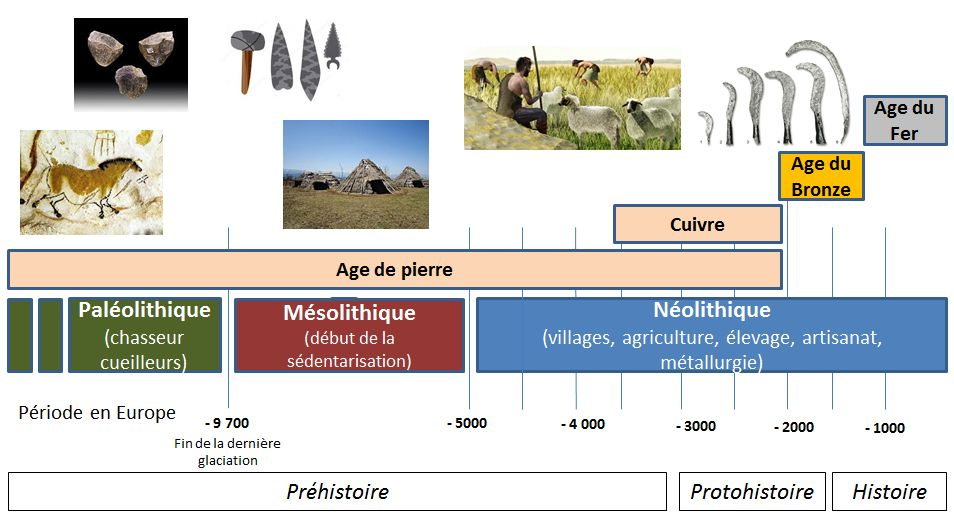 Age du
Fer
Age du
Bronze
Cuivre
Age de pierre
Paléolithique
(chasseur
cueilleurs)
Mésolithique
(début de la
sédentarisation)
Néolithique
(villages, agriculture, élevage, artisanat,
métallurgie)
Période en Europe
- 9 700
- 5000
- 4 000
- 3000
- 2000
- 1000
Fin de la dernière
glaciation
Préhistoire
Protohistoire
Histoire